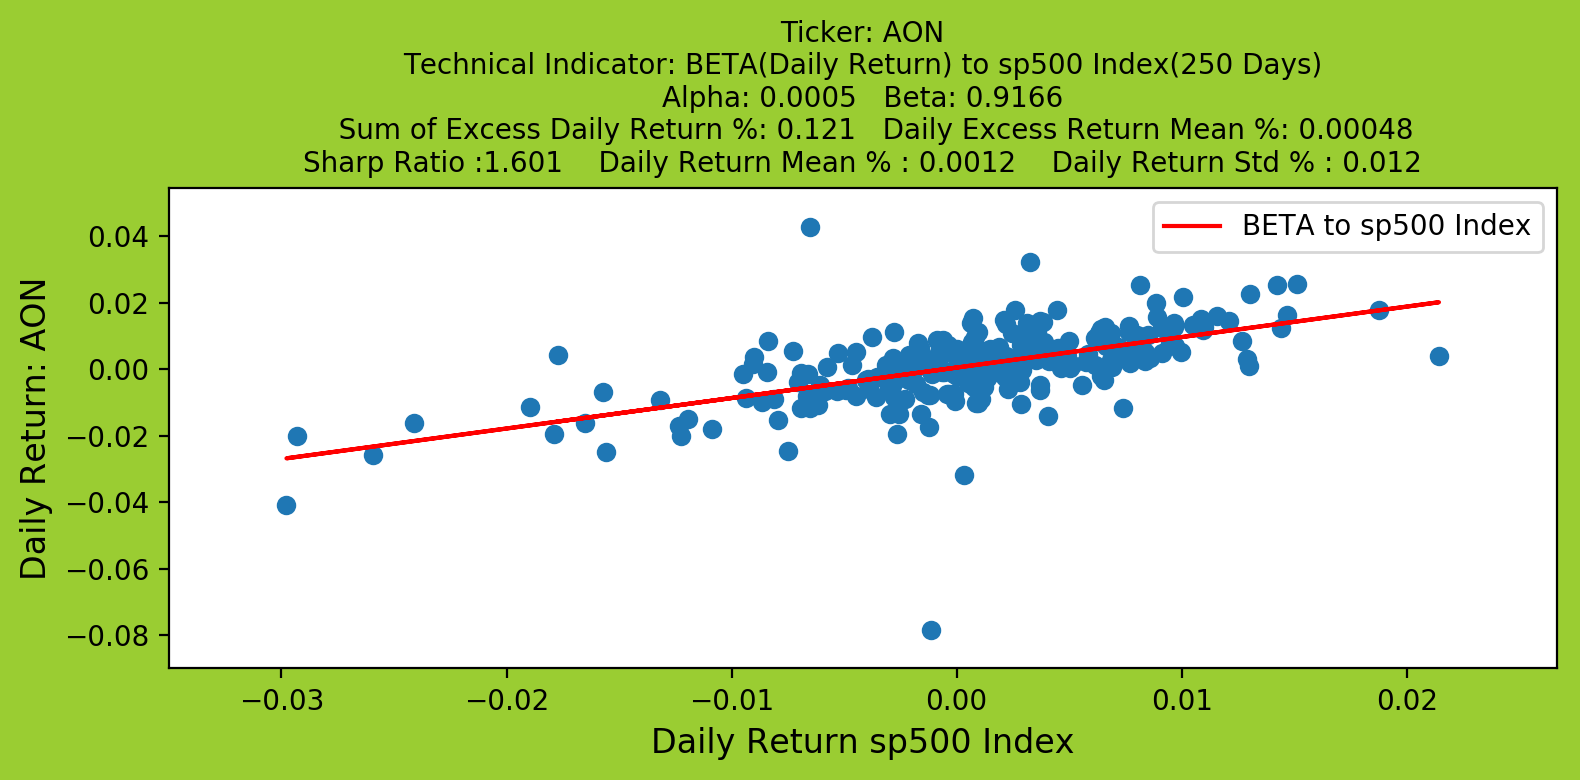 Ticker: AON
Technical Indicator: BETA(Daily Return) to sp500 Index(250 Days)
Alpha: 0.0005 Beta: 0.9166
Sum of Excess Daily Return %: 0.121 Daily Excess Return Mean %: 0.00048
Sharp Ratio :1.601 Daily Return Mean % : 0.0012 Daily Return Std % : 0.012
BETA to sp500 Index
Daily Return: AON
0.04
0.02
0.00
−0.02
−0.04
−0.06
−0.08
−0.03 −0.02 −0.01 0.00 0.01 0.02
Daily Return sp500 Index